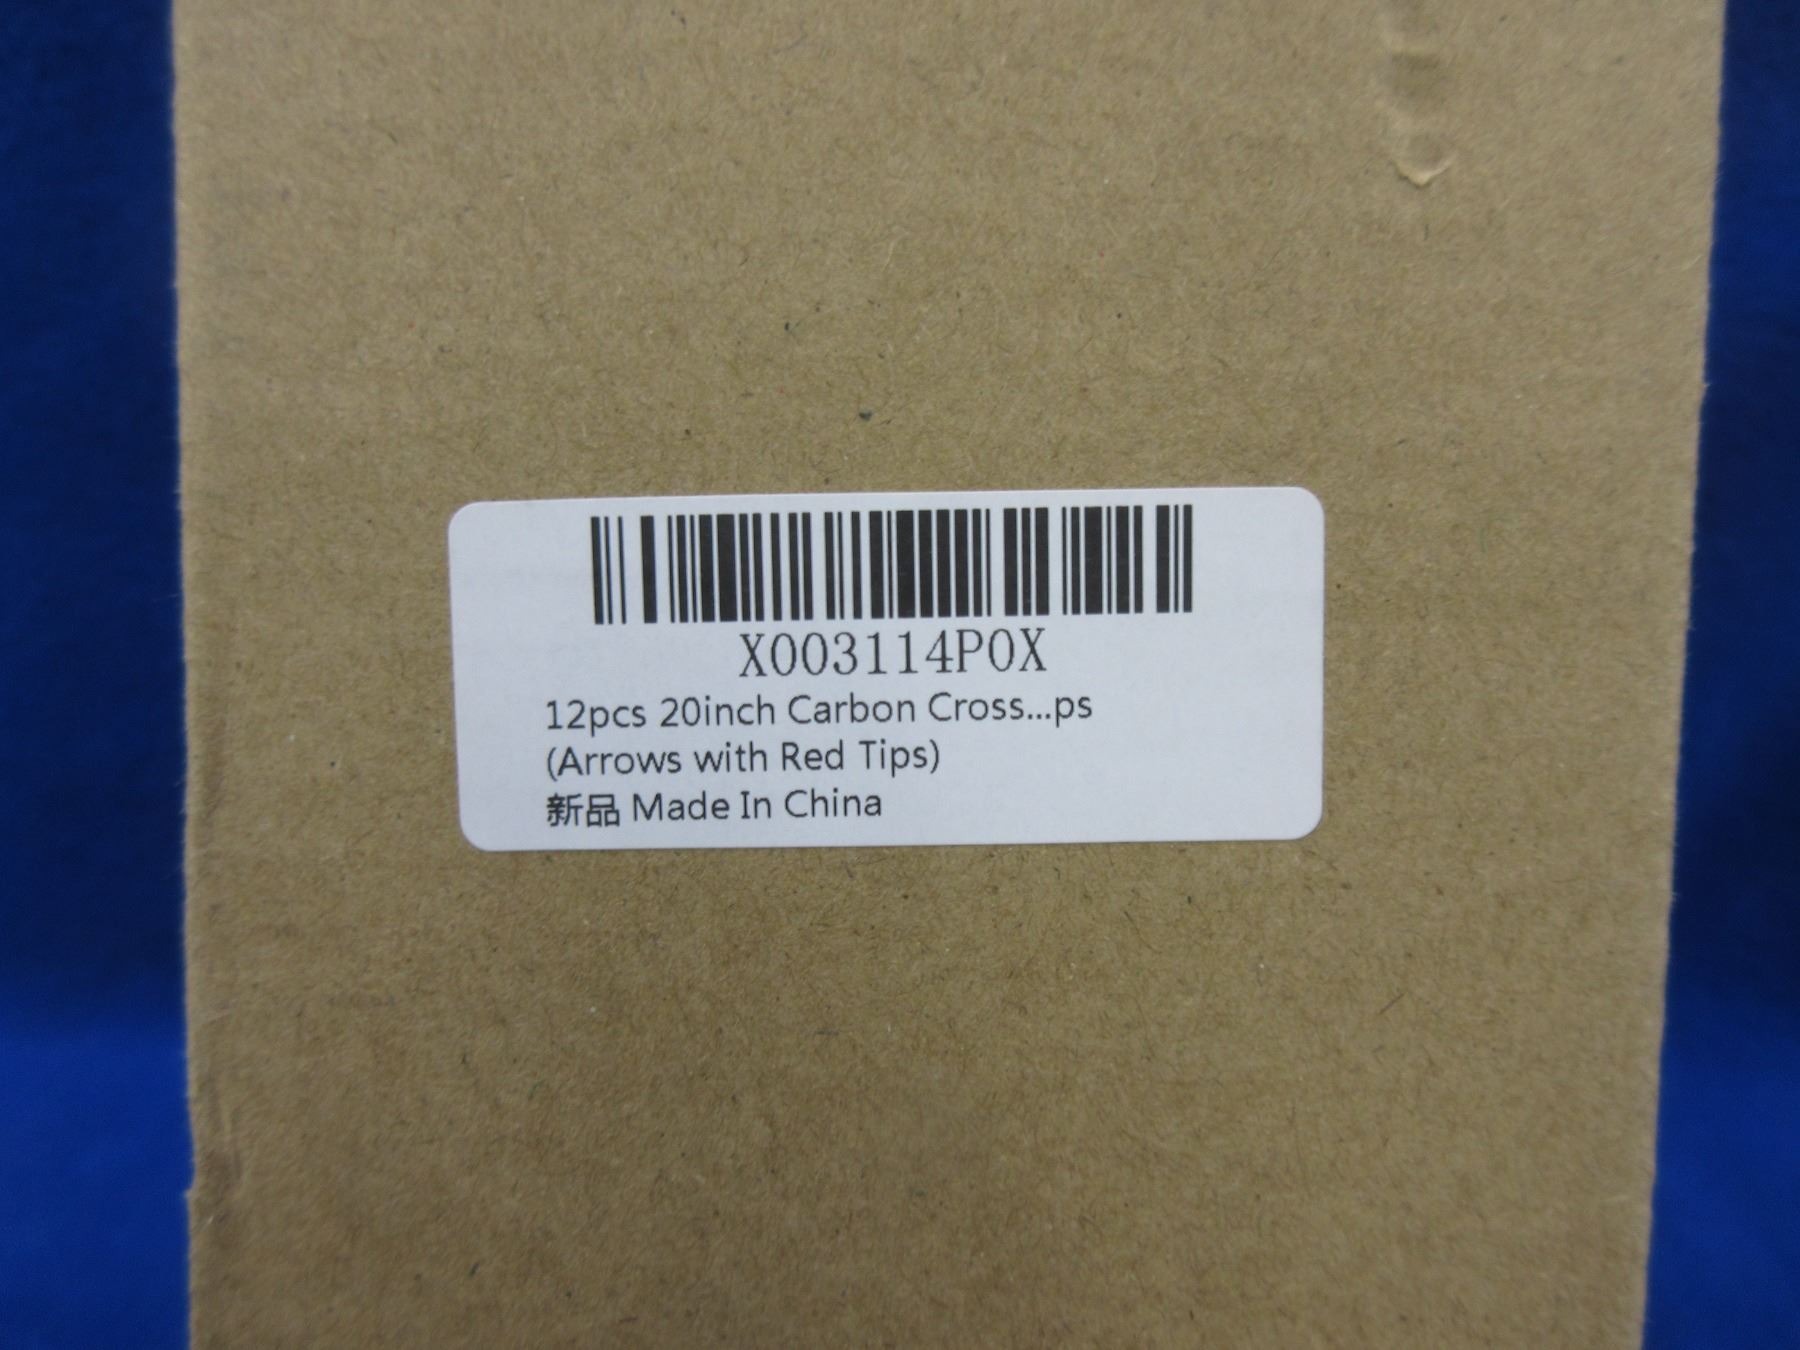 X003114P0X
12pcs 20inch Carbon Cross...ps
(Arrows with Red Tips)
新品 Made In China